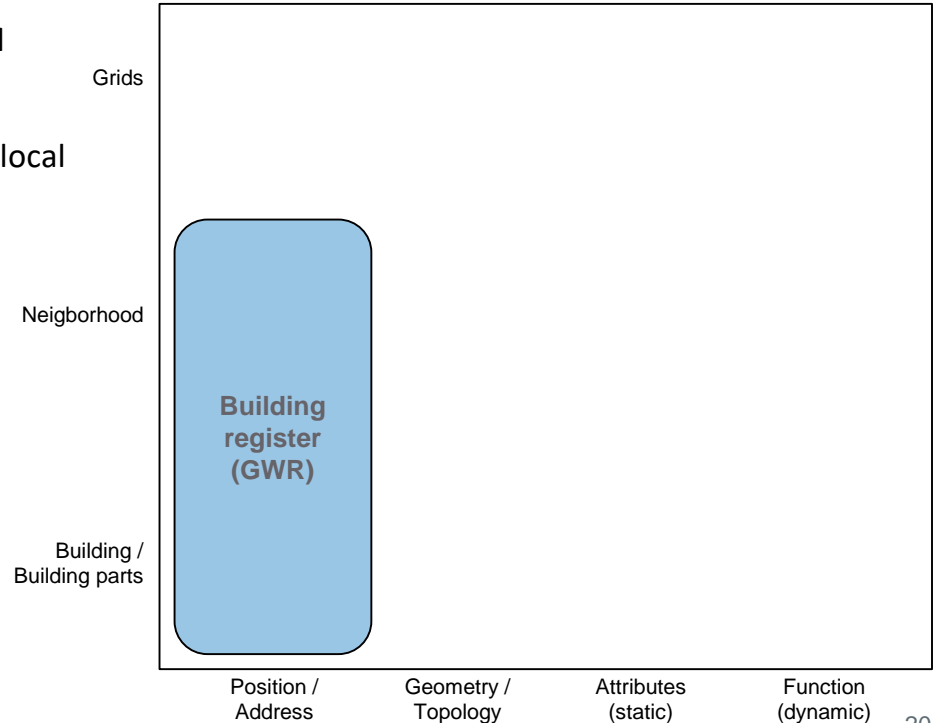 Grids
local
Neigborhood
Building
register
(GWR)
Building /
Building parts
Position /
Address
Geometry /
Topology
Attributes
(static)
Function
(dynamic)